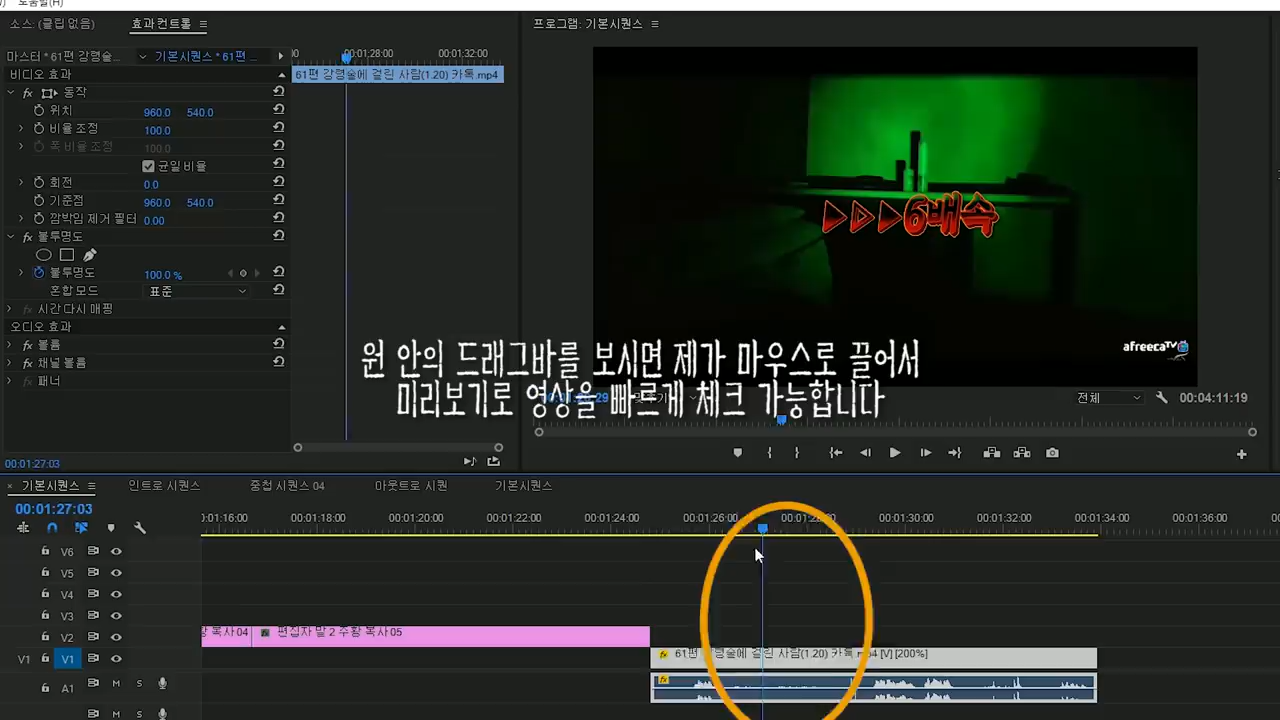 도움말(H)
소스: (클립 없음)
효과 컨트롤
프로그램: 기본시퀀스
마스터 * 61편 강령술...
기본시퀀스 * 61편 ...
00:01:28:00
00:01:32:00
비디오 효과
61편 강령술에 걸린 사람(1.20) 카톡.mp4
fx 동작
위치 960.0 540.0
비율 조정 100.0
폭 비율 조정 100.0
균일 비율
회전 0.0
기준점 960.0 540.0
깜박임 제거 필터 0.00
fx 불투명도
불투명도 100.0 %
혼합 모드 표준
fx 시간 다시 매핑
오디오 효과
fx 볼륨
fx 채널 볼륨
fx 패너
6배속
afreecaTV
원 안의 드래그바를 보시면 제가 마우스로 끌어서
미리보기로 영상을 빠르게 체크 가능합니다
전체
00:04:11:19
00:01:27:03
기본시퀀스
인트로 시퀀스
중첩 시퀀스 04
아웃트로 시퀀
기본시퀀스
00:01:27:03
:01:16:00 00:01:18:00 00:01:20:00 00:01:22:00 00:01:24:00 00:01:26:00 00:01:28:00 00:01:30:00 00:01:32:00 00:01:34:00 00:01:36:00
V6
V5
V4
V3
V2
복사 04
편집자 말 2 주황 복사 05
V1 V1
fx 61편 강령술에 걸린 사람(1.20) 카톡.mp4 [V] [200%]
A1 M S
fx
M S